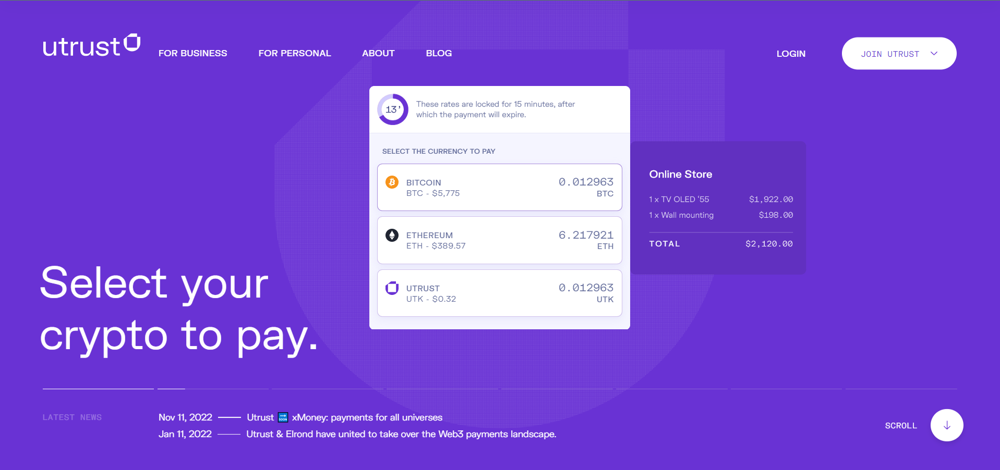 utrust
FOR BUSINESS
FOR PERSONAL
ABOUT
BLOG
LOGIN
JOIN UTRUST
13’
These rates are locked for 15 minutes, after
which the payment will expire.
SELECT THE CURRENCY TO PAY
BITCOIN 0.012963
BTC - $5,775 BTC
ETHEREUM 6.217921
ETH - $389.57 ETH
UTRUST 0.012963
UTK - $0.32 UTK
Online Store
1 x TV OLED ‘55 $1,922.00
1 x Wall mounting $198.00
TOTAL $2,120.00
Select your
crypto to pay.
LATEST NEWS
Nov 11, 2022 Utrust 🔜 xMoney: payments for all universes
Jan 11, 2022 Utrust & Elrond have united to take over the Web3 payments landscape.
SCROLL